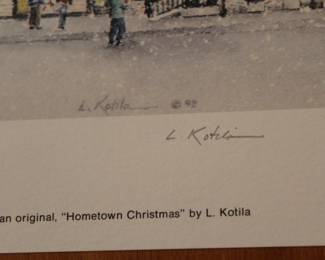 L. Kotila © 92
L Kotila
an original, “Hometown Christmas” by L. Kotila